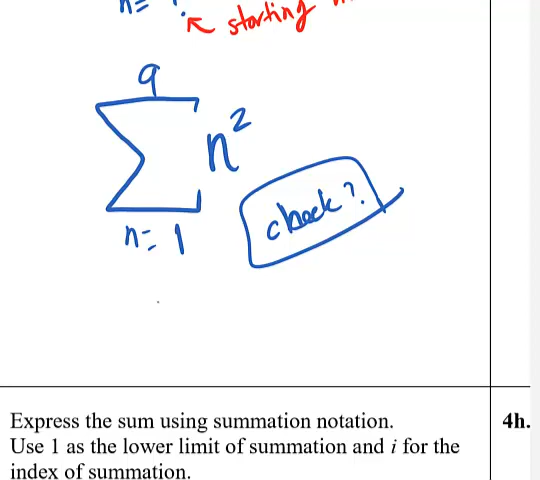 n=
↖ starting
9
∑ n²
n=1
check?
Express the sum using summation notation.
4h.
Use 1 as the lower limit of summation and i for the
index of summation.